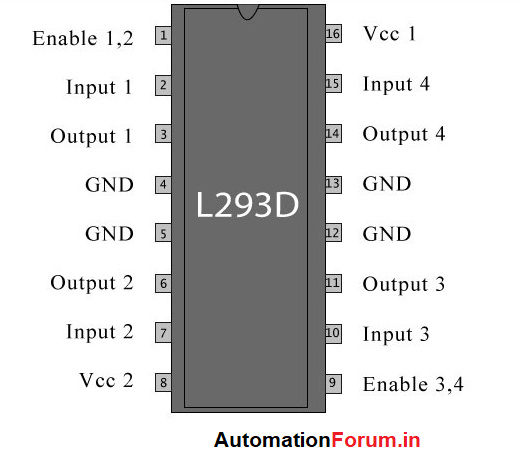 Enable 1,2 1 16 Vcc 1
Input 1 2 15 Input 4
Output 1 3 14 Output 4
GND 4 13 GND
L293D
GND 5 12 GND
Output 2 6 11 Output 3
Input 2 7 10 Input 3
Vcc 2 8 9 Enable 3,4
AutomationForum.in